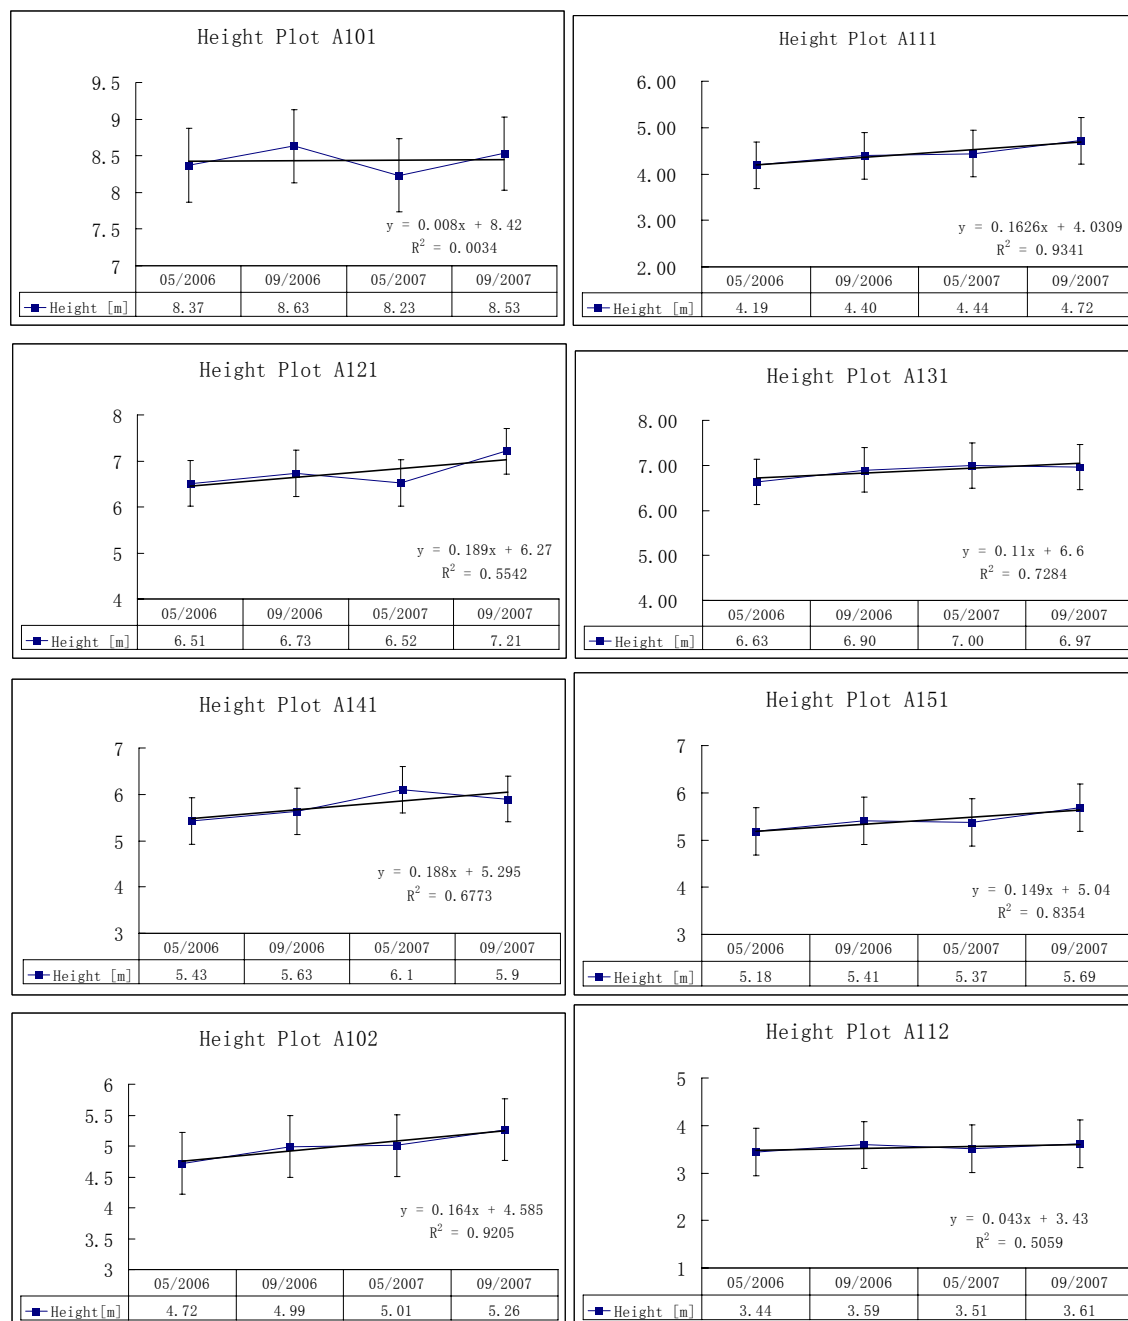 Height Plot A101
9.5
9
8.5
8
7.5
7
y = 0.008x + 8.42
R² = 0.0034
05/2006 09/2006 05/2007 09/2007
Height [m] 8.37 8.63 8.23 8.53
Height Plot A111
6.00
5.00
4.00
3.00
2.00
y = 0.1626x + 4.0309
R² = 0.9341
05/2006 09/2006 05/2007 09/2007
Height [m] 4.19 4.40 4.44 4.72
Height Plot A121
8
7
6
5
4
y = 0.189x + 6.27
R² = 0.5542
05/2006 09/2006 05/2007 09/2007
Height [m] 6.51 6.73 6.52 7.21
Height Plot A131
8.00
7.00
6.00
5.00
4.00
y = 0.11x + 6.6
R² = 0.7284
05/2006 09/2006 05/2007 09/2007
Height [m] 6.63 6.90 7.00 6.97
Height Plot A141
7
6
5
4
3
y = 0.188x + 5.295
R² = 0.6773
05/2006 09/2006 05/2007 09/2007
Height [m] 5.43 5.63 6.1 5.9
Height Plot A151
7
6
5
4
3
y = 0.149x + 5.04
R² = 0.8354
05/2006 09/2006 05/2007 09/2007
Height [m] 5.18 5.41 5.37 5.69
Height Plot A102
6
5.5
5
4.5
4
3.5
3
y = 0.164x + 4.585
R² = 0.9205
05/2006 09/2006 05/2007 09/2007
Height[m] 4.72 4.99 5.01 5.26
Height Plot A112
5
4
3
2
1
y = 0.043x + 3.43
R² = 0.5059
05/2006 09/2006 05/2007 09/2007
Height [m] 3.44 3.59 3.51 3.61